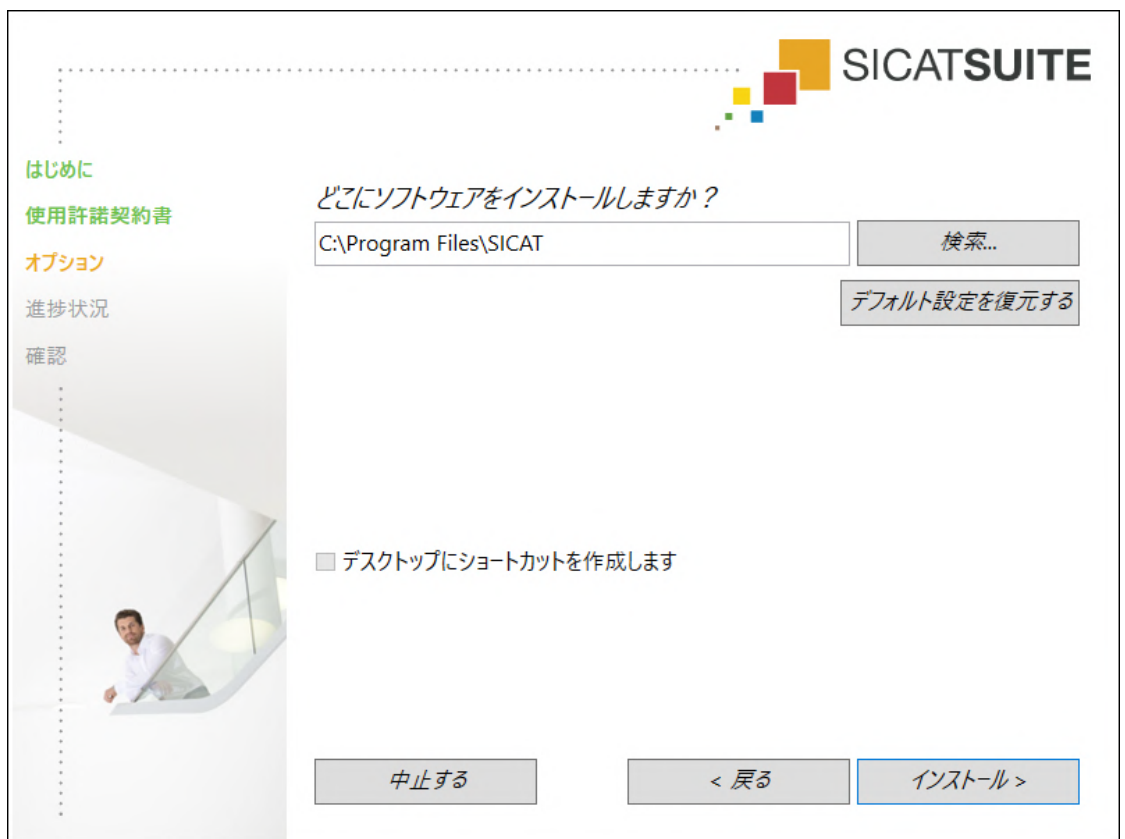 SICATSUITE
はじめに
使用許諾契約書
オプション
進捗状況
確認
どこにソフトウェアをインストールしますか？
C:\Program Files\SICAT
検索...
デフォルト設定を復元する
デスクトップにショートカットを作成します
中止する
< 戻る
インストール >